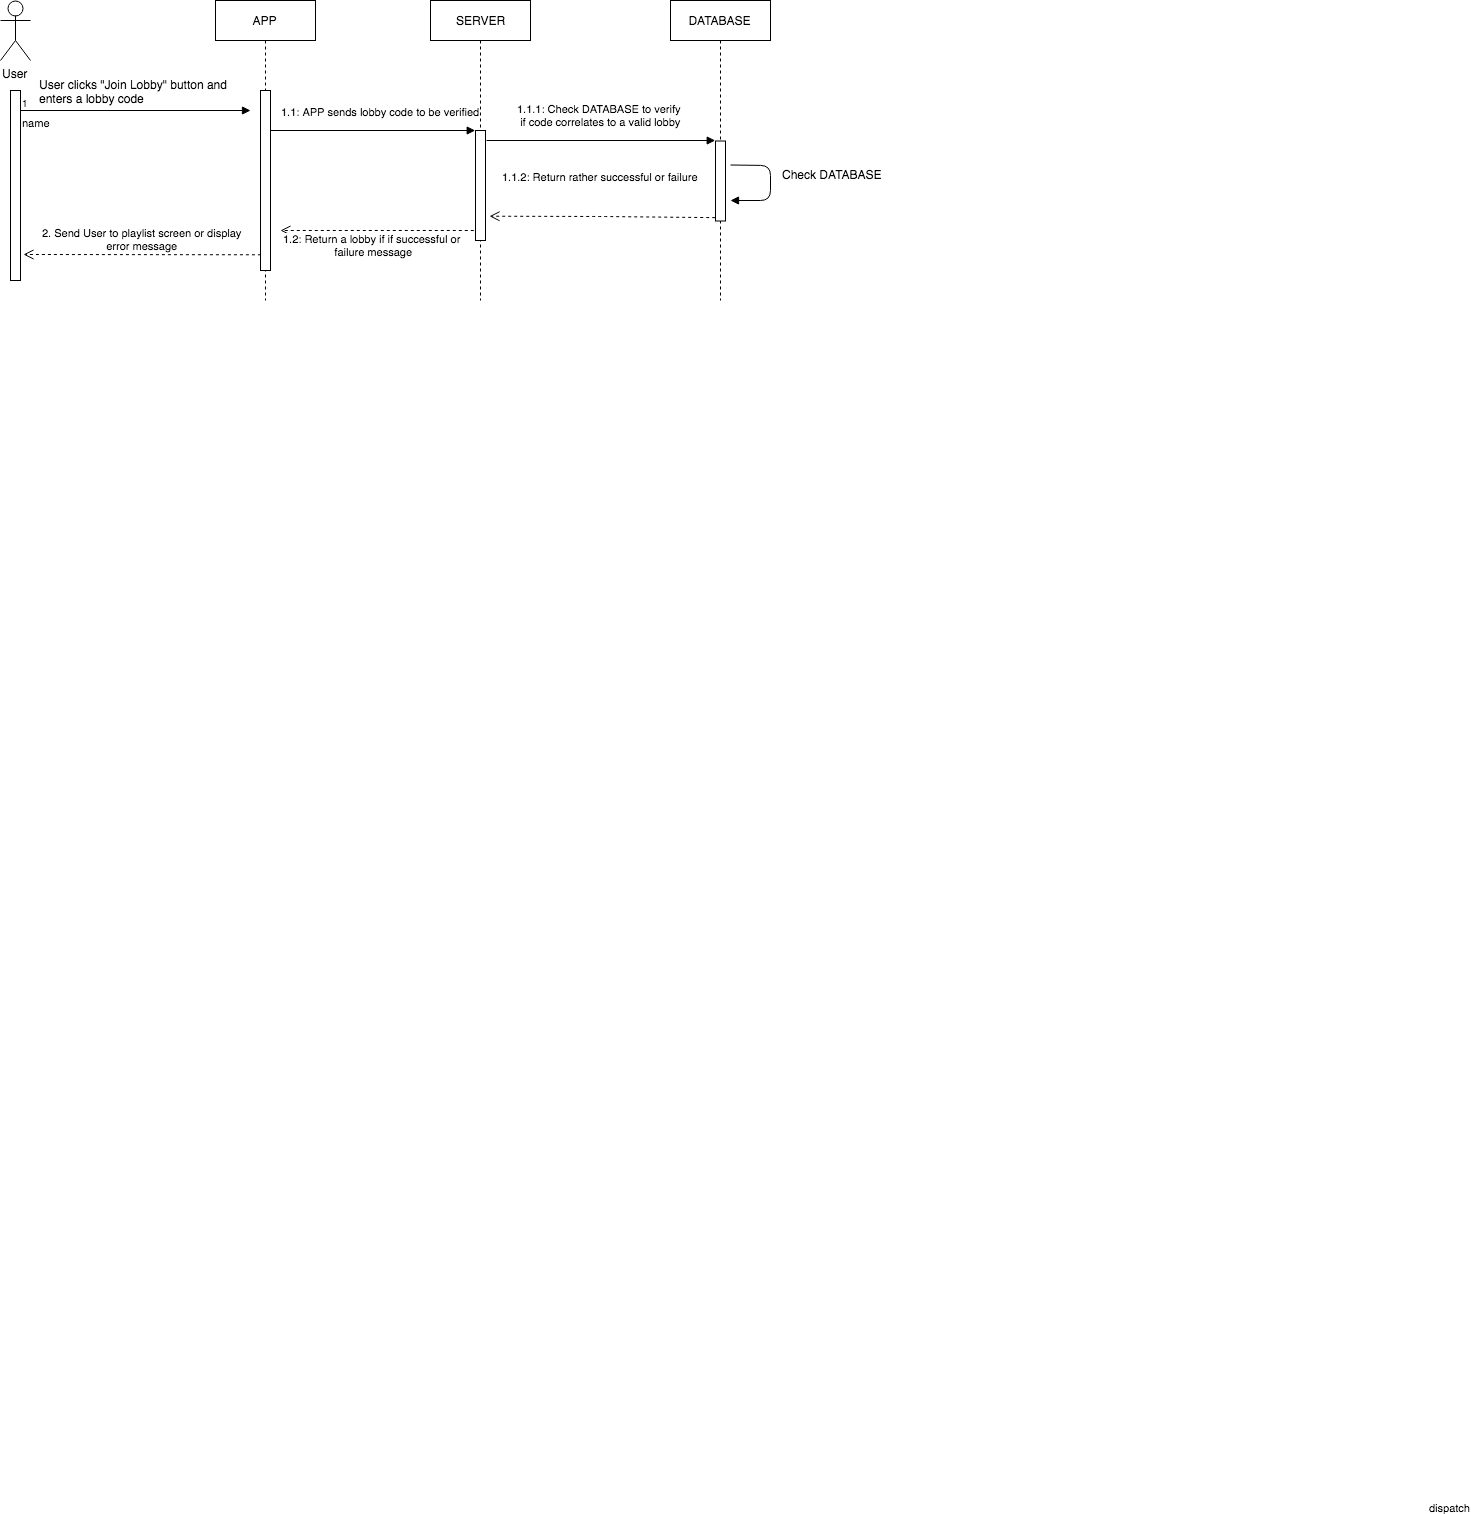 APP
SERVER
DATABASE
User
User clicks "Join Lobby" button and
enters a lobby code
1
name
1.1: APP sends lobby code to be verified
1.1.1: Check DATABASE to verify
if code correlates to a valid lobby
Check DATABASE
1.1.2: Return rather successful or failure
1.2: Return a lobby if if successful or
failure message
2. Send User to playlist screen or display
error message
dispatch